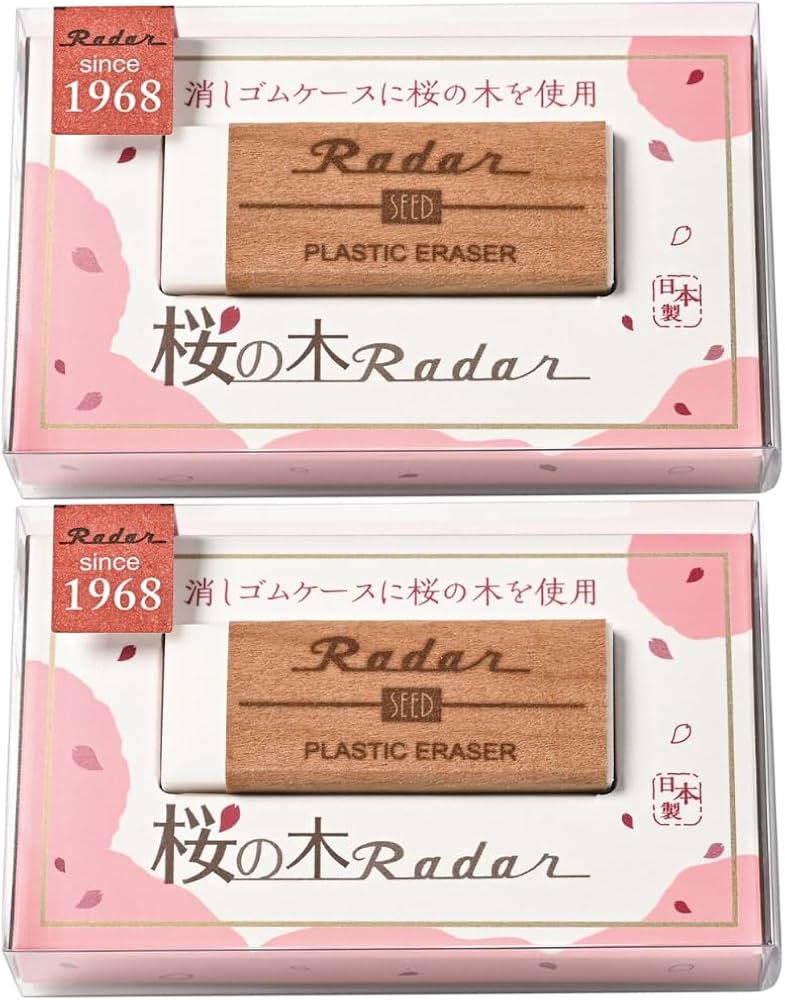 Radar
since
1968
消しゴムケースに桜の木を使用
Radar
SEED
PLASTIC ERASER
日本製
桜の木Radar
Radar
since
1968
消しゴムケースに桜の木を使用
Radar
SEED
PLASTIC ERASER
日本製
桜の木Radar